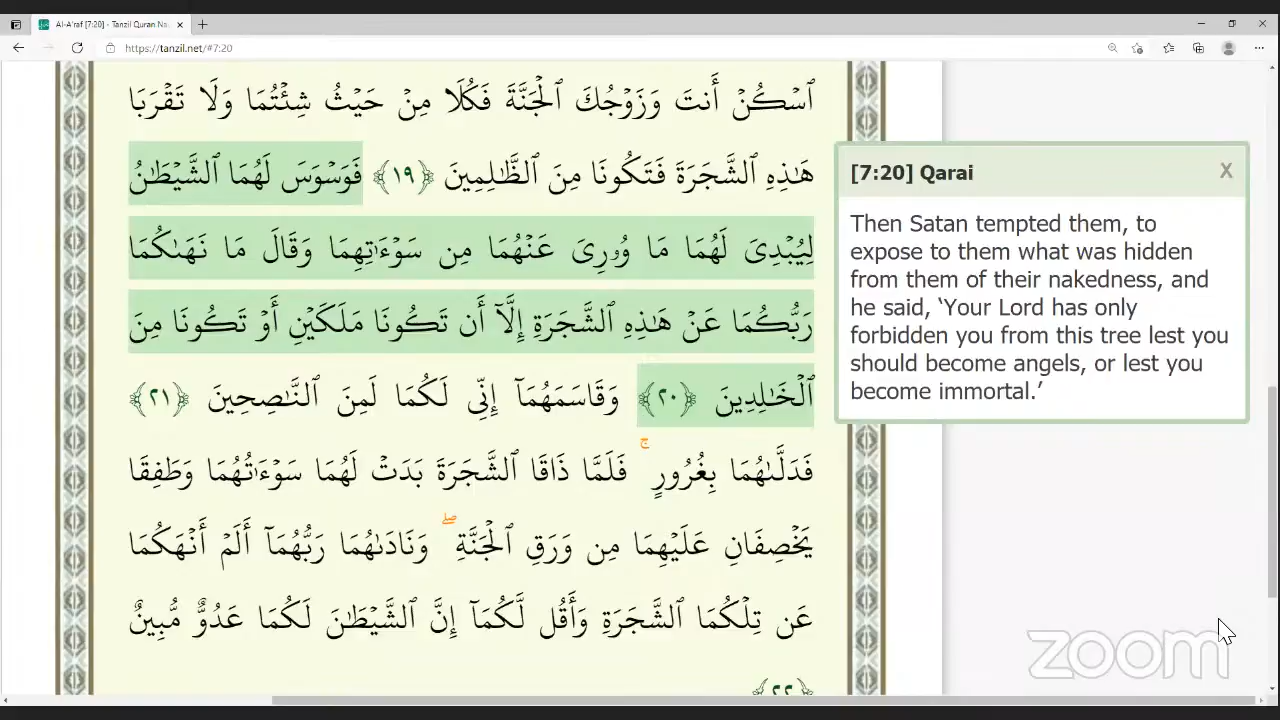 Al-A'raf [7:20] - Tanzil Quran Na
https://tanzil.net/#7:20
ٱسْكُنْ أَنتَ وَزَوْجُكَ ٱلْجَنَّةَ فَكُلَا مِنْ حَيْثُ شِئْتُمَا وَلَا تَقْرَبَا
هَـٰذِهِ ٱلشَّجَرَةَ فَتَكُونَا مِنَ ٱلظَّـٰلِمِينَ ﴿١٩﴾ فَوَسْوَسَ لَهُمَا ٱلشَّيْطَـٰنُ
لِيُبْدِىَ لَهُمَا مَا وُۥرِىَ عَنْهُمَا مِن سَوْءَٰتِهِمَا وَقَالَ مَا نَهَىٰكُمَا
رَبُّكُمَا عَنْ هَـٰذِهِ ٱلشَّجَرَةِ إِلَّآ أَن تَكُونَا مَلَكَيْنِ أَوْ تَكُونَا مِنَ
ٱلْخَـٰلِدِينَ ﴿٢٠﴾ وَقَاسَمَهُمَآ إِنِّى لَكُمَا لَمِنَ ٱلنَّـٰصِحِينَ ﴿٢١﴾
فَدَلَّىٰهُمَا بِغُرُورٍ ۚ فَلَمَّا ذَاقَا ٱلشَّجَرَةَ بَدَتْ لَهُمَا سَوْءَٰتُهُمَا وَطَفِقَا
يَخْصِفَانِ عَلَيْهِمَا مِن وَرَقِ ٱلْجَنَّةِ ۖ وَنَادَىٰهُمَا رَبُّهُمَآ أَلَمْ أَنْهَكُمَا
عَن تِلْكُمَا ٱلشَّجَرَةِ وَأَقُل لَّكُمَآ إِنَّ ٱلشَّيْطَـٰنَ لَكُمَا عَدُوٌّ مُّبِينٌ
﴿٢٢﴾
[7:20] Qarai X
Then Satan tempted them, to
expose to them what was hidden
from them of their nakedness, and
he said, ‘Your Lord has only
forbidden you from this tree lest you
should become angels, or lest you
become immortal.’
zoom